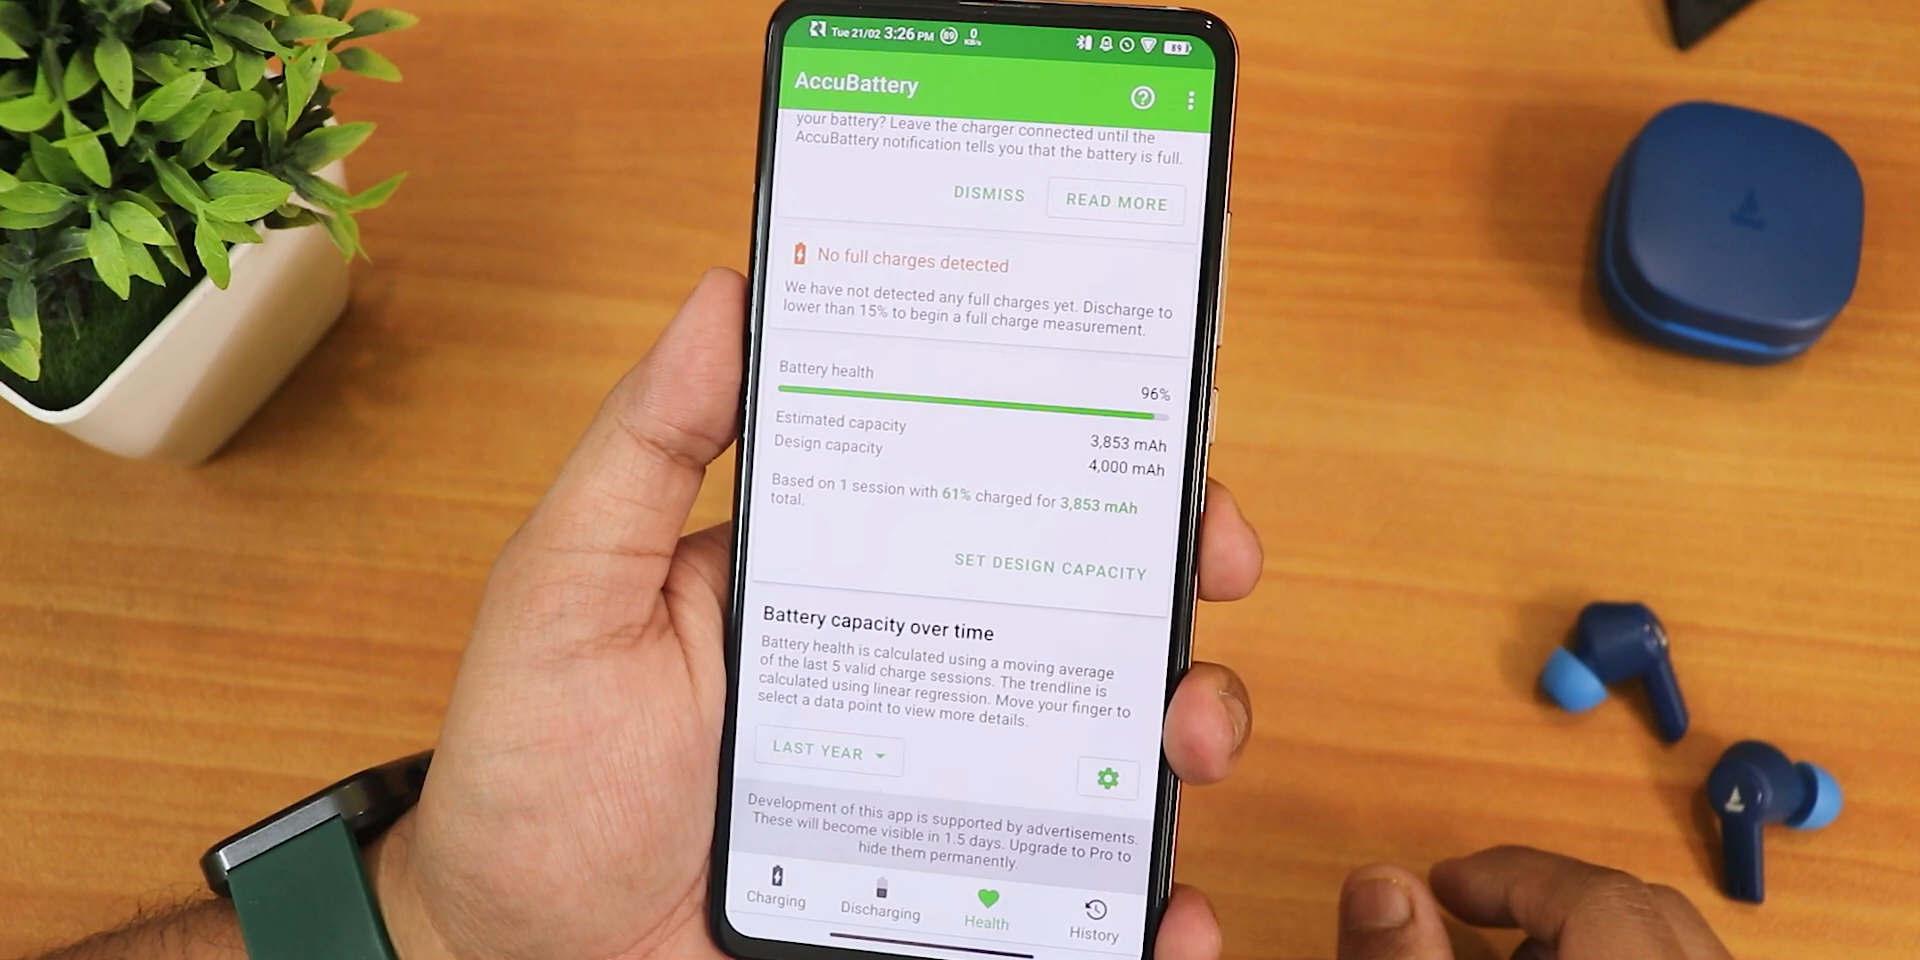 Tue 21/02 3:26 PM 89 0 KB/s 89
AccuBattery
your battery? Leave the charger connected until the
AccuBattery notification tells you that the battery is full.
DISMISS READ MORE
No full charges detected
We have not detected any full charges yet. Discharge to
lower than 15% to begin a full charge measurement.
Battery health 96%
Estimated capacity 3,853 mAh
Design capacity 4,000 mAh
Based on 1 session with 61% charged for 3,853 mAh
total.
SET DESIGN CAPACITY
Battery capacity over time
Battery health is calculated using a moving average
of the last 5 valid charge sessions. The trendline is
calculated using linear regression. Move your finger to
select a data point to view more details.
LAST YEAR
Development of this app is supported by advertisements.
These will become visible in 1.5 days. Upgrade to Pro to
hide them permanently.
Charging Discharging Health History